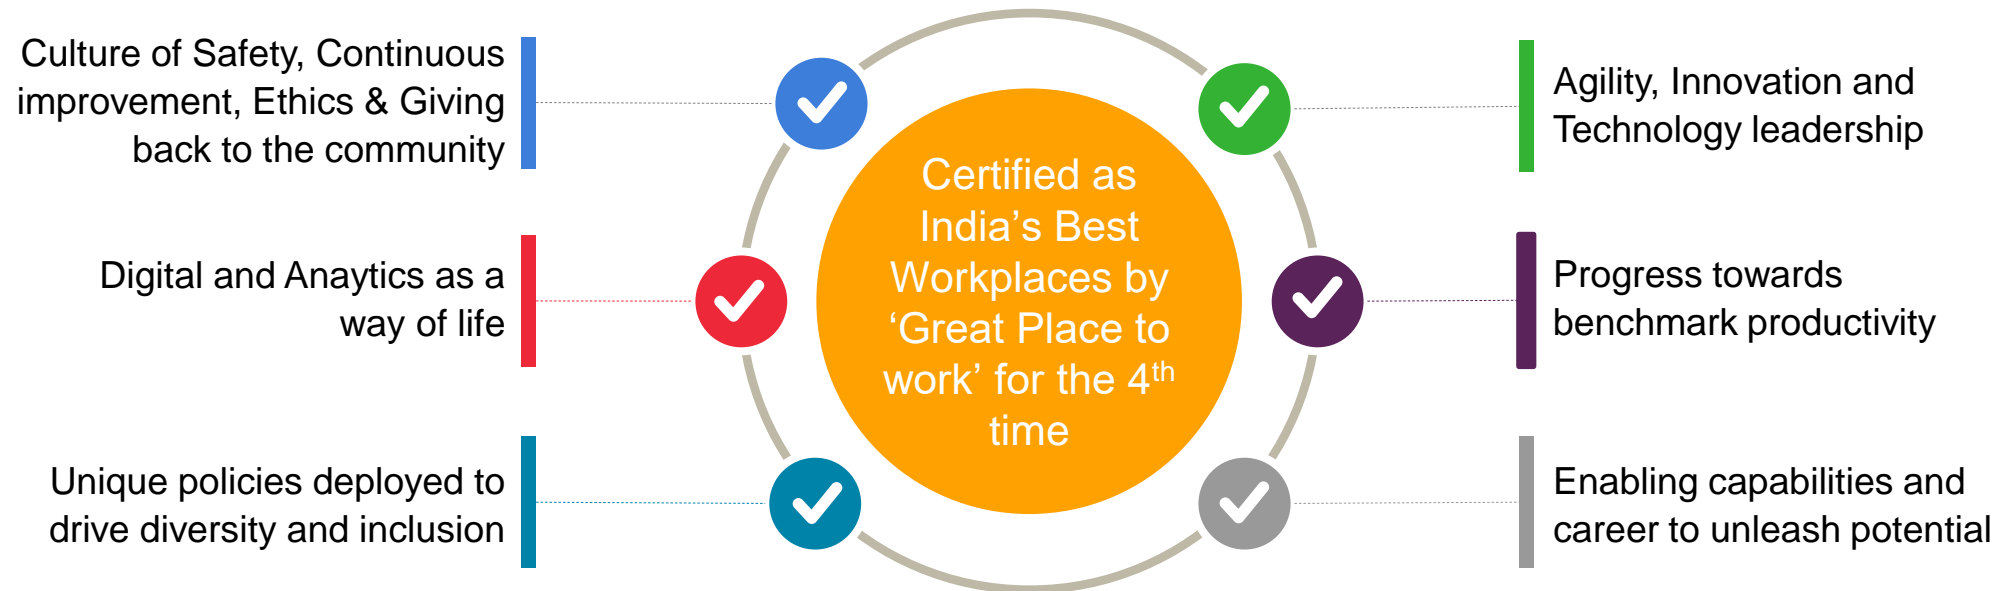 Culture of Safety, Continuous
improvement, Ethics & Giving
back to the community
Digital and Anaytics as a
way of life
Unique policies deployed to
drive diversity and inclusion
Certified as
India’s Best
Workplaces by
‘Great Place to
work’ for the 4th
time
Agility, Innovation and
Technology leadership
Progress towards
benchmark productivity
Enabling capabilities and
career to unleash potential